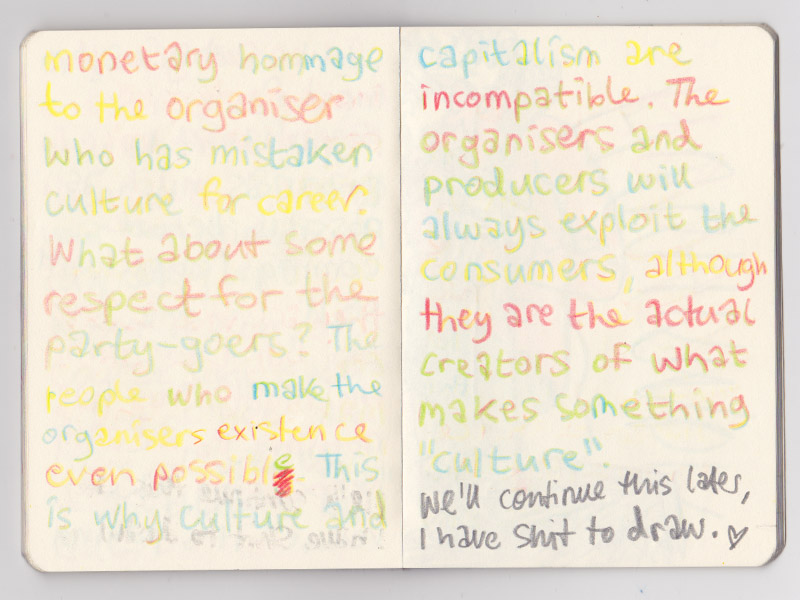 monetary hommage
to the organiser
who has mistaken
culture for career.
What about some
respect for the
party-goers? The
people who make the
organisers existence
even possible. This
is why culture and
capitalism are
incompatible. The
organisers and
producers will
always exploit the
consumers, although
they are the actual
creators of what
makes something
"culture".
We'll continue this later,
I have shit to draw. ♡